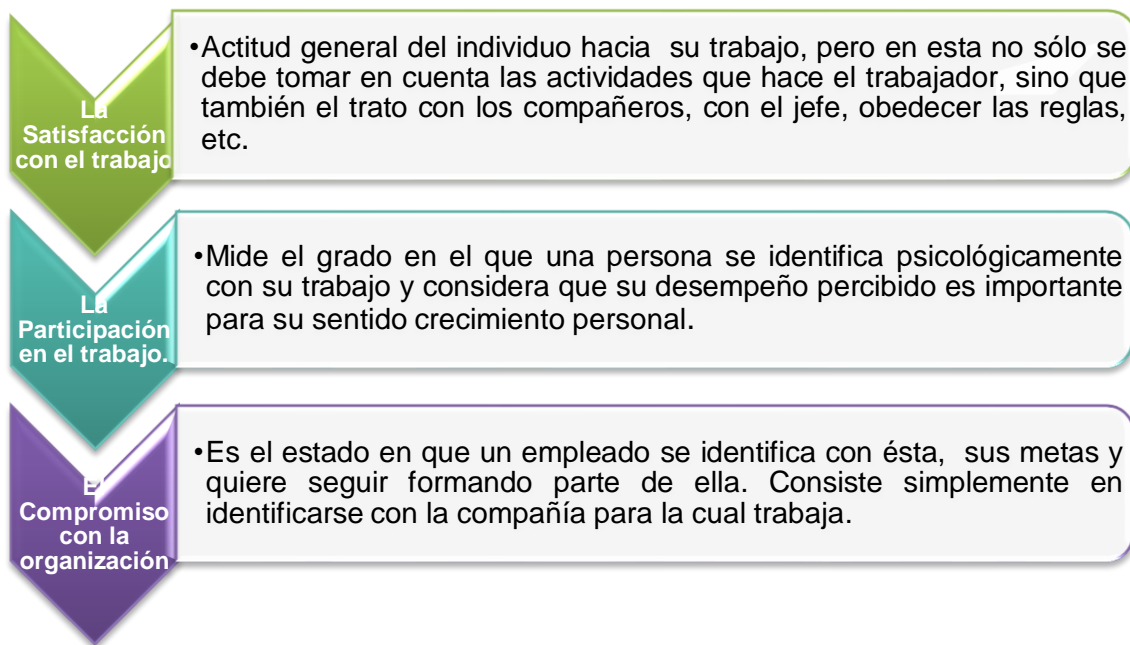 La
Satisfacción
con el trabajo
•Actitud general del individuo hacia su trabajo, pero en esta no sólo se
debe tomar en cuenta las actividades que hace el trabajador, sino que
también el trato con los compañeros, con el jefe, obedecer las reglas,
etc.
La
Participación
en el trabajo.
•Mide el grado en el que una persona se identifica psicológicamente
con su trabajo y considera que su desempeño percibido es importante
para su sentido crecimiento personal.
El
Compromiso
con la
organización
•Es el estado en que un empleado se identifica con ésta, sus metas y
quiere seguir formando parte de ella. Consiste simplemente en
identificarse con la compañía para la cual trabaja.